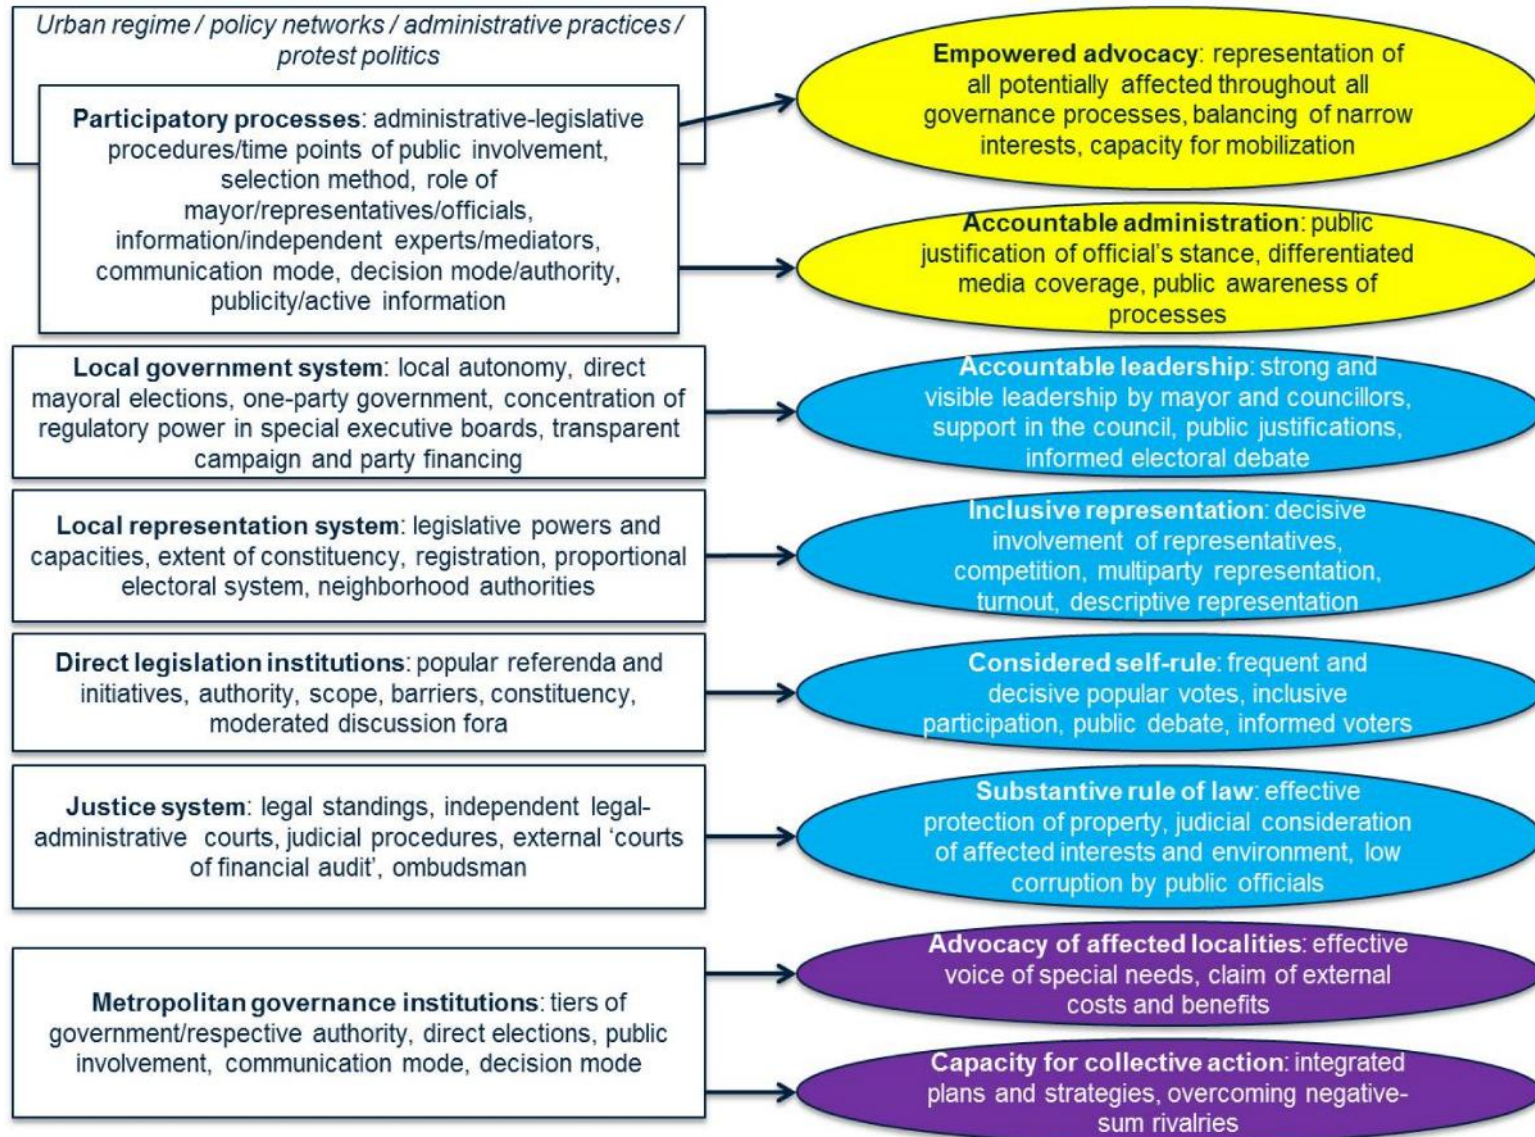 Urban regime / policy networks / administrative practices /
protest politics
Participatory processes: administrative-legislative
procedures/time points of public involvement,
selection method, role of
mayor/representatives/officials,
information/independent experts/mediators,
communication mode, decision mode/authority,
publicity/active information
Empowered advocacy: representation of
all potentially affected throughout all
governance processes, balancing of narrow
interests, capacity for mobilization
Accountable administration: public
justification of official's stance, differentiated
media coverage, public awareness of
processes
Local government system: local autonomy, direct
mayoral elections, one-party government, concentration of
regulatory power in special executive boards, transparent
campaign and party financing
Accountable leadership: strong and
visible leadership by mayor and councillors,
support in the council, public justifications,
informed electoral debate
Local representation system: legislative powers and
capacities, extent of constituency, registration, proportional
electoral system, neighborhood authorities
Inclusive representation: decisive
involvement of representatives,
competition, multiparty representation,
turnout, descriptive representation
Direct legislation institutions: popular referenda and
initiatives, authority, scope, barriers, constituency,
moderated discussion fora
Considered self-rule: frequent and
decisive popular votes, inclusive
participation, public debate, informed voters
Justice system: legal standings, independent legal-
administrative courts, judicial procedures, external ‘courts
of financial audit’, ombudsman
Substantive rule of law: effective
protection of property, judicial consideration
of affected interests and environment, low
corruption by public officials
Metropolitan governance institutions: tiers of
government/respective authority, direct elections, public
involvement, communication mode, decision mode
Advocacy of affected localities: effective
voice of special needs, claim of external
costs and benefits
Capacity for collective action: integrated
plans and strategies, overcoming negative-
sum rivalries